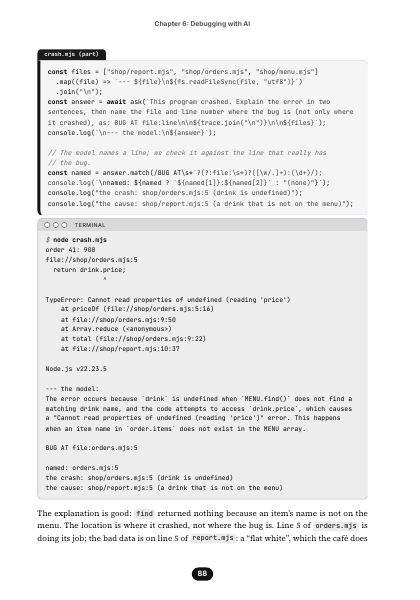 Chapter 6: Debugging with AI
crash.mjs (part)
const files = ["shop/report.mjs", "shop/orders.mjs", "shop/menu.mjs"]
.map((file) => `--- ${file}\n${fs.readFileSync(file, "utf8")}`)
.join("\n");
const answer = await ask(`This program crashed. Explain the error in two
sentences, then name the file and line number where the bug is (not only where
it crashed), as: BUG AT file:line\n\n${trace.join("\n")}\n\n${files}`);
console.log(`\n--- the model:\n${answer}`);
// The model names a line; we check it against the line that really has
// the bug.
const named = answer.match(/BUG AT\s*`?(?:file:\s*)?([\w/.]+):(\d+)/);
console.log(`\nnamed: ${named ? `${named[1]}:${named[2]}` : "(none)"}`);
console.log("the crash: shop/orders.mjs:5 (drink is undefined)");
console.log("the cause: shop/report.mjs:5 (a drink that is not on the menu)");
TERMINAL
$ node crash.mjs
order 41: 900
file://shop/orders.mjs:5
return drink.price;
^
TypeError: Cannot read properties of undefined (reading 'price')
at priceOf (file://shop/orders.mjs:5:16)
at file://shop/orders.mjs:9:50
at Array.reduce (<anonymous>)
at total (file://shop/orders.mjs:9:22)
at file://shop/report.mjs:10:37
Node.js v22.23.5
--- the model:
The error occurs because `drink` is undefined when `MENU.find()` does not find a
matching drink name, and the code attempts to access `drink.price`, which causes
a "Cannot read properties of undefined (reading 'price')" error. This happens
when an item name in `order.items` does not exist in the MENU array.
BUG AT file:orders.mjs:5
named: orders.mjs:5
the crash: shop/orders.mjs:5 (drink is undefined)
the cause: shop/report.mjs:5 (a drink that is not on the menu)
The explanation is good: find returned nothing because an item's name is not on the
menu. The location is where it crashed, not where the bug is. Line 5 of orders.mjs is
doing its job; the bad data is on line 5 of report.mjs: a “flat white”, which the café does
88